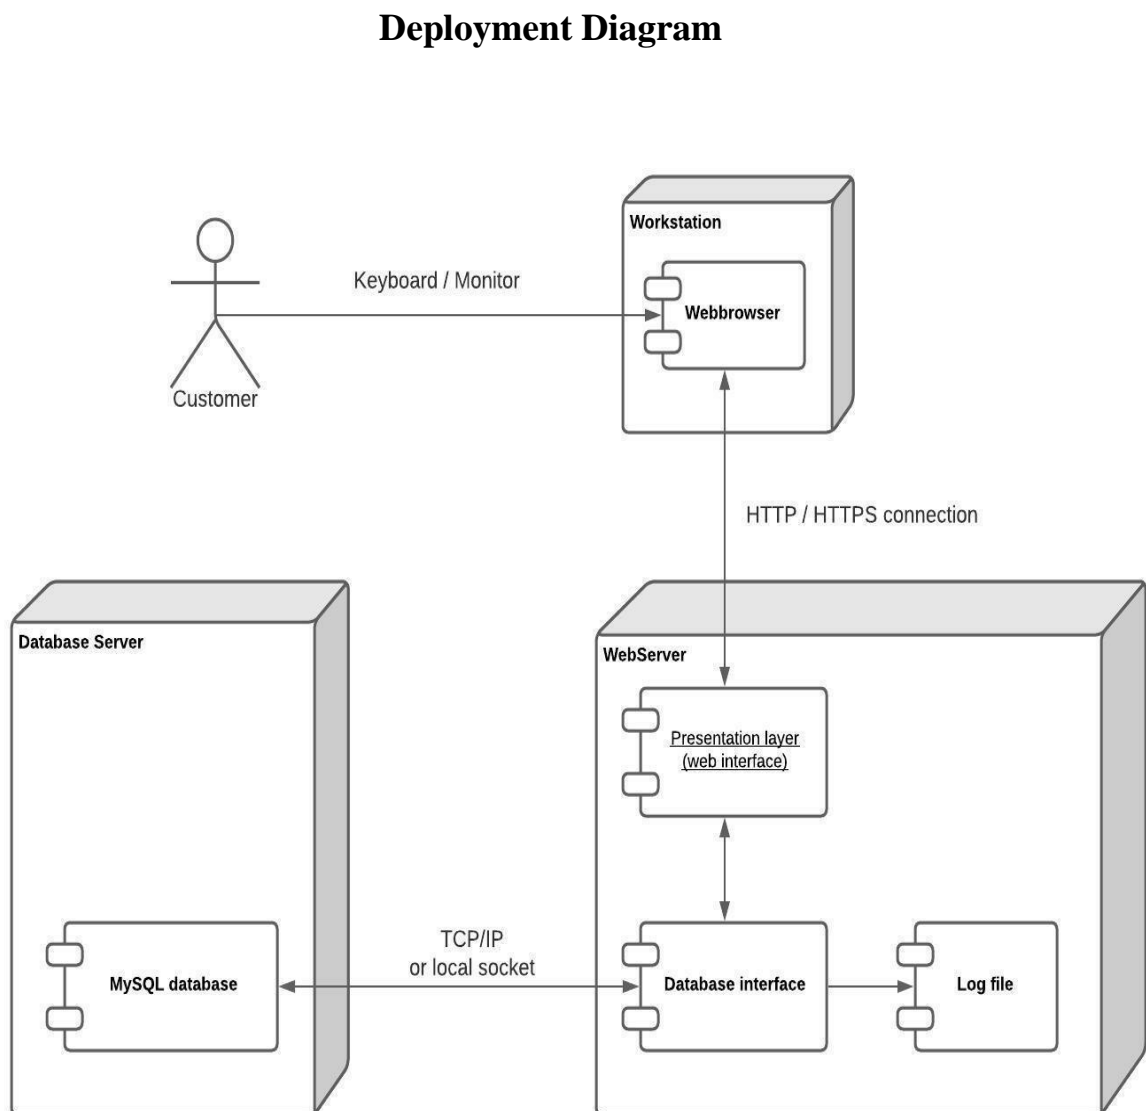 Deployment Diagram
Workstation
Keyboard / Monitor
Webbrowser
Customer
HTTP / HTTPS connection
Database Server
WebServer
Presentation layer
(web interface)
TCP/IP
or local socket
MySQL database
Database interface
Log file